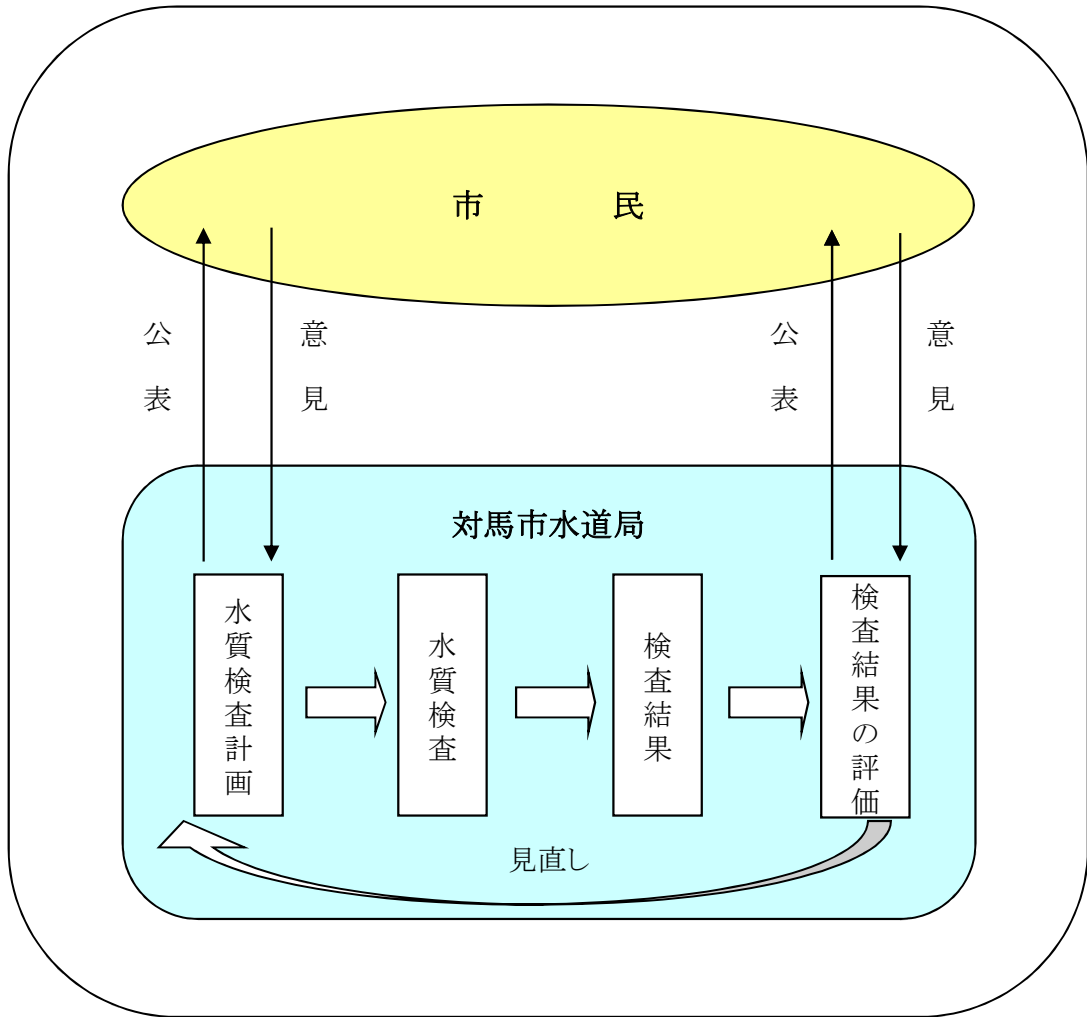 市民
公表
意見
公表
意見
対馬市水道局
水質検査計画
水質検査
検査結果
検査結果の評価
見直し